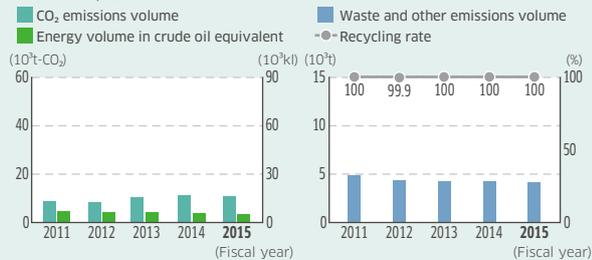 CO₂ emissions volume
Energy volume in crude oil equivalent
(10³t-CO₂) (10³kl)
60 90
40 60
20 30
0 0
2011 2012 2013 2014 2015
(Fiscal year)
Waste and other emissions volume
Recycling rate
(10³t) (%)
15 100
100 99.9 100 100 100
10
50
5
0 0
2011 2012 2013 2014 2015
(Fiscal year)